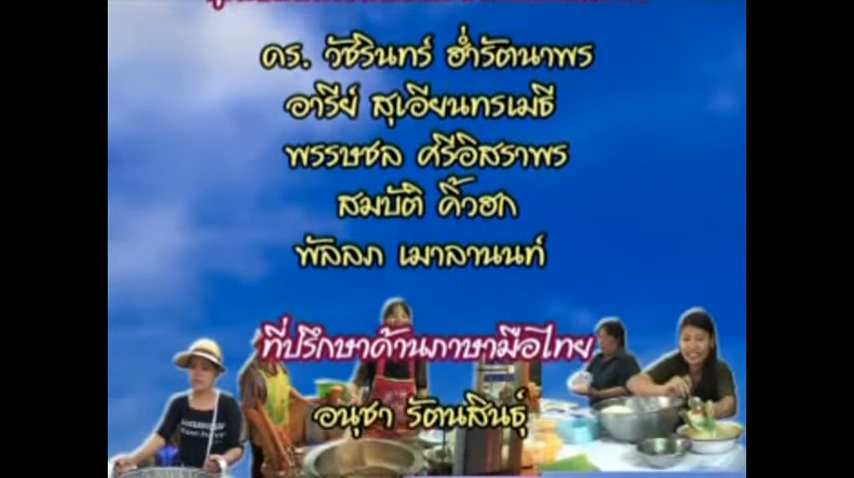 ดร. วัชรินทร์ ฮ่ำรัตนาพร
อารีย์ สุเอียนทรเมธี
พรรษชล ศรีอิสราพร
สมบัติ คิ้วฮก
พัลลภ เมาลานนท์
ที่ปรึกษาด้านภาษามือไทย
อนุชา รัตนสินธุ์